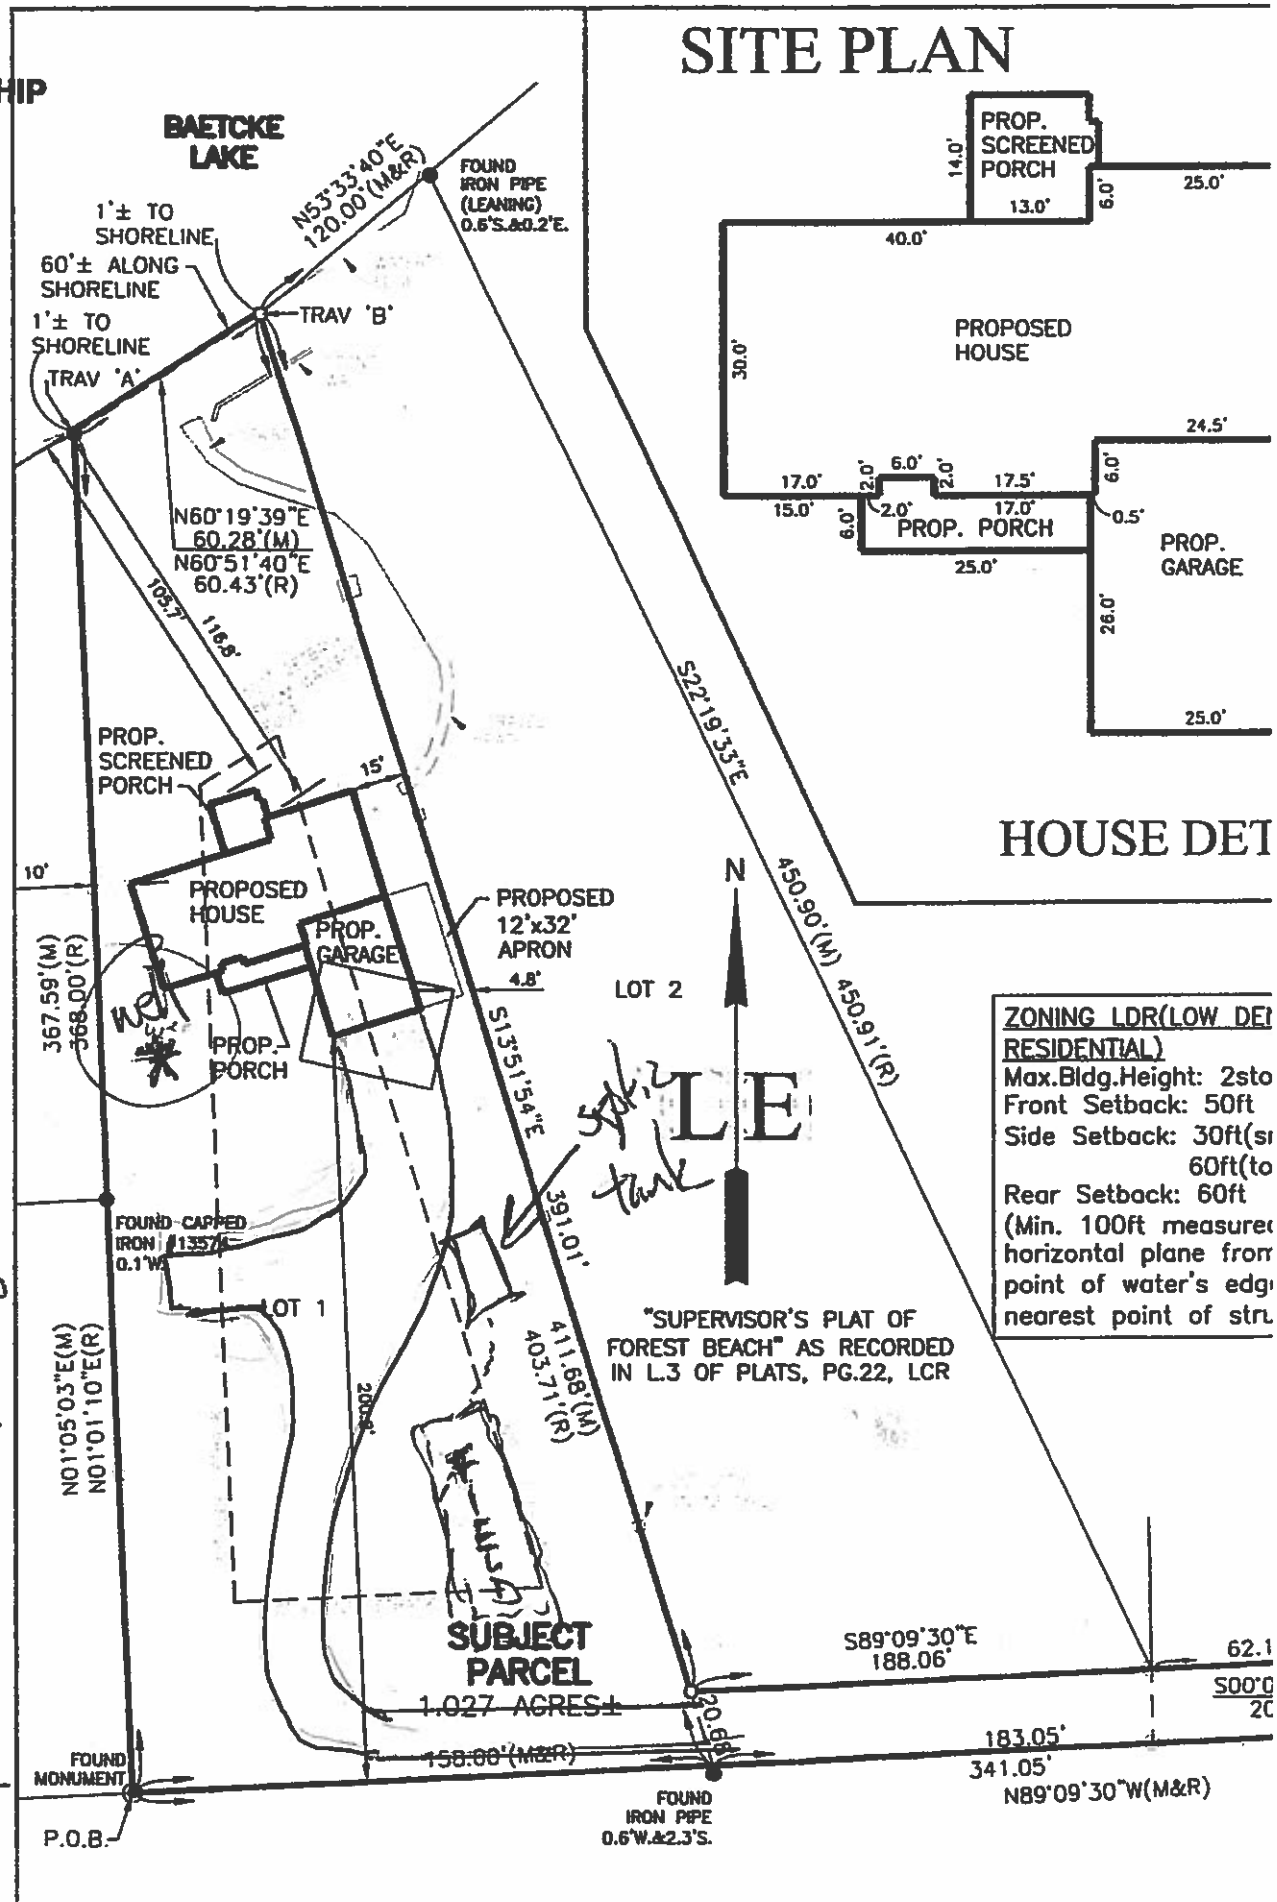 SITE PLAN
HIP
BAETCKE
LAKE
N53°33'40"E
120.00'(M&R)
FOUND
IRON PIPE
(LEANING)
0.6'S.&0.2'E.
1'± TO
SHORELINE
60'± ALONG
SHORELINE
1'± TO
SHORELINE
TRAV 'A'
TRAV 'B'
N60°19'39"E
60.28'(M)
N60°51'40"E
60.43'(R)
105.7'
116.8'
PROP.
SCREENED
PORCH
14.0'
13.0'
6.0'
25.0'
40.0'
30.0'
PROPOSED
HOUSE
24.5'
6.0'
17.0'
2.0'
6.0'
2.0'
17.5'
15.0'
2.0'
17.0'
0.5'
6.0'
PROP. PORCH
25.0'
PROP.
GARAGE
26.0'
25.0'
HOUSE DET
PROP.
SCREENED
PORCH
15'
10'
PROPOSED
HOUSE
PROP.
GARAGE
PROPOSED
12'x32'
APRON
4.8'
PROP.
PORCH
367.59'(M)
368.00'(R)
S22°19'33"E
450.90'(M) 450.91'(R)
N
LOT 2
LE
septic
tank
S13°51'54"E
391.01'
411.68'(M)
403.71'(R)
ZONING LDR(LOW DEN
RESIDENTIAL)
Max.Bldg.Height: 2sto
Front Setback: 50ft
Side Setback: 30ft(sm
60ft(to
Rear Setback: 60ft
(Min. 100ft measured
horizontal plane from
point of water's edge
nearest point of stru
FOUND CAPPED
IRON #13574
0.1'W.
LOT 1
"SUPERVISOR'S PLAT OF
FOREST BEACH" AS RECORDED
IN L.3 OF PLATS, PG.22, LCR
N01°05'03"E(M)
N01°01'10"E(R)
SUBJECT
PARCEL
1.027 ACRES±
S89°09'30"E
188.06'
62.1
S00°0
20
20.68'
158.00'(M&R)
183.05'
341.05'
N89°09'30"W(M&R)
FOUND
MONUMENT
P.O.B.
FOUND
IRON PIPE
0.6'W.&2.3'S.